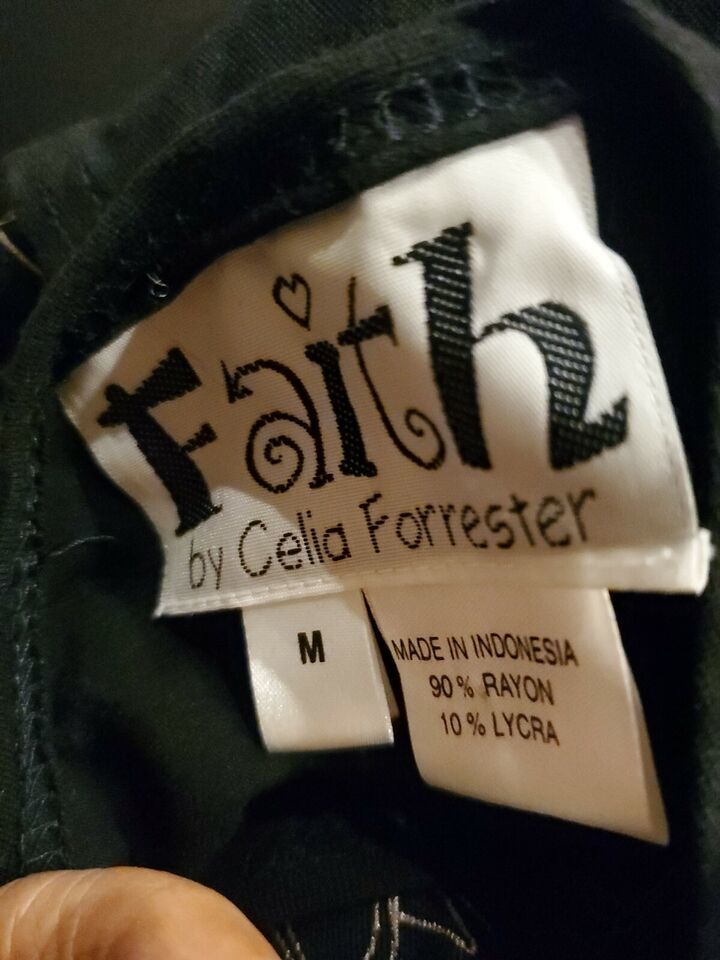 Faith
by Celia Forrester
M
MADE IN INDONESIA
90% RAYON
10% LYCRA